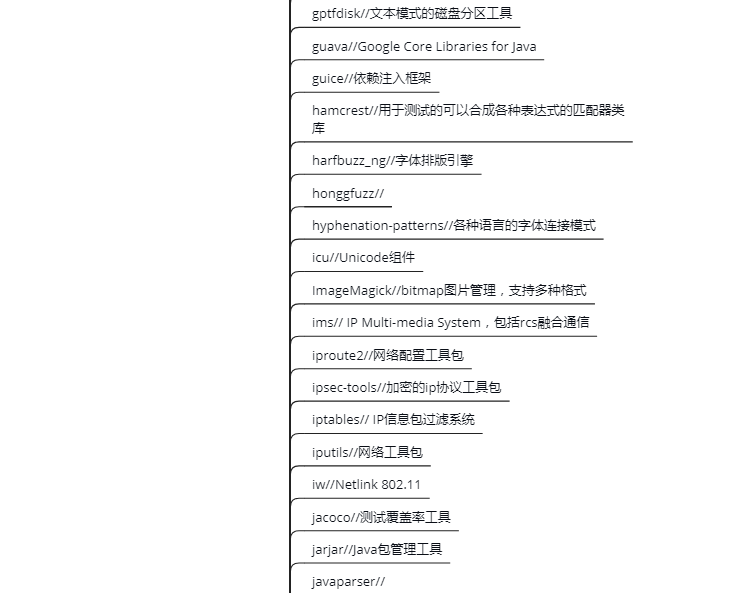 gptfdisk//文本模式的磁盘分区工具
guava//Google Core Libraries for Java
guice//依赖注入框架
hamcrest//用于测试的可以合成各种表达式的匹配器类
库
harfbuzz_ng//字体排版引擎
honggfuzz//
hyphenation-patterns//各种语言的字体连接模式
icu//Unicode组件
ImageMagick//bitmap图片管理，支持多种格式
ims// IP Multi-media System，包括rcs融合通信
iproute2//网络配置工具包
ipsec-tools//加密的ip协议工具包
iptables// IP信息包过滤系统
iputils//网络工具包
iw//Netlink 802.11
jacoco//测试覆盖率工具
jarjar//Java包管理工具
javaparser//